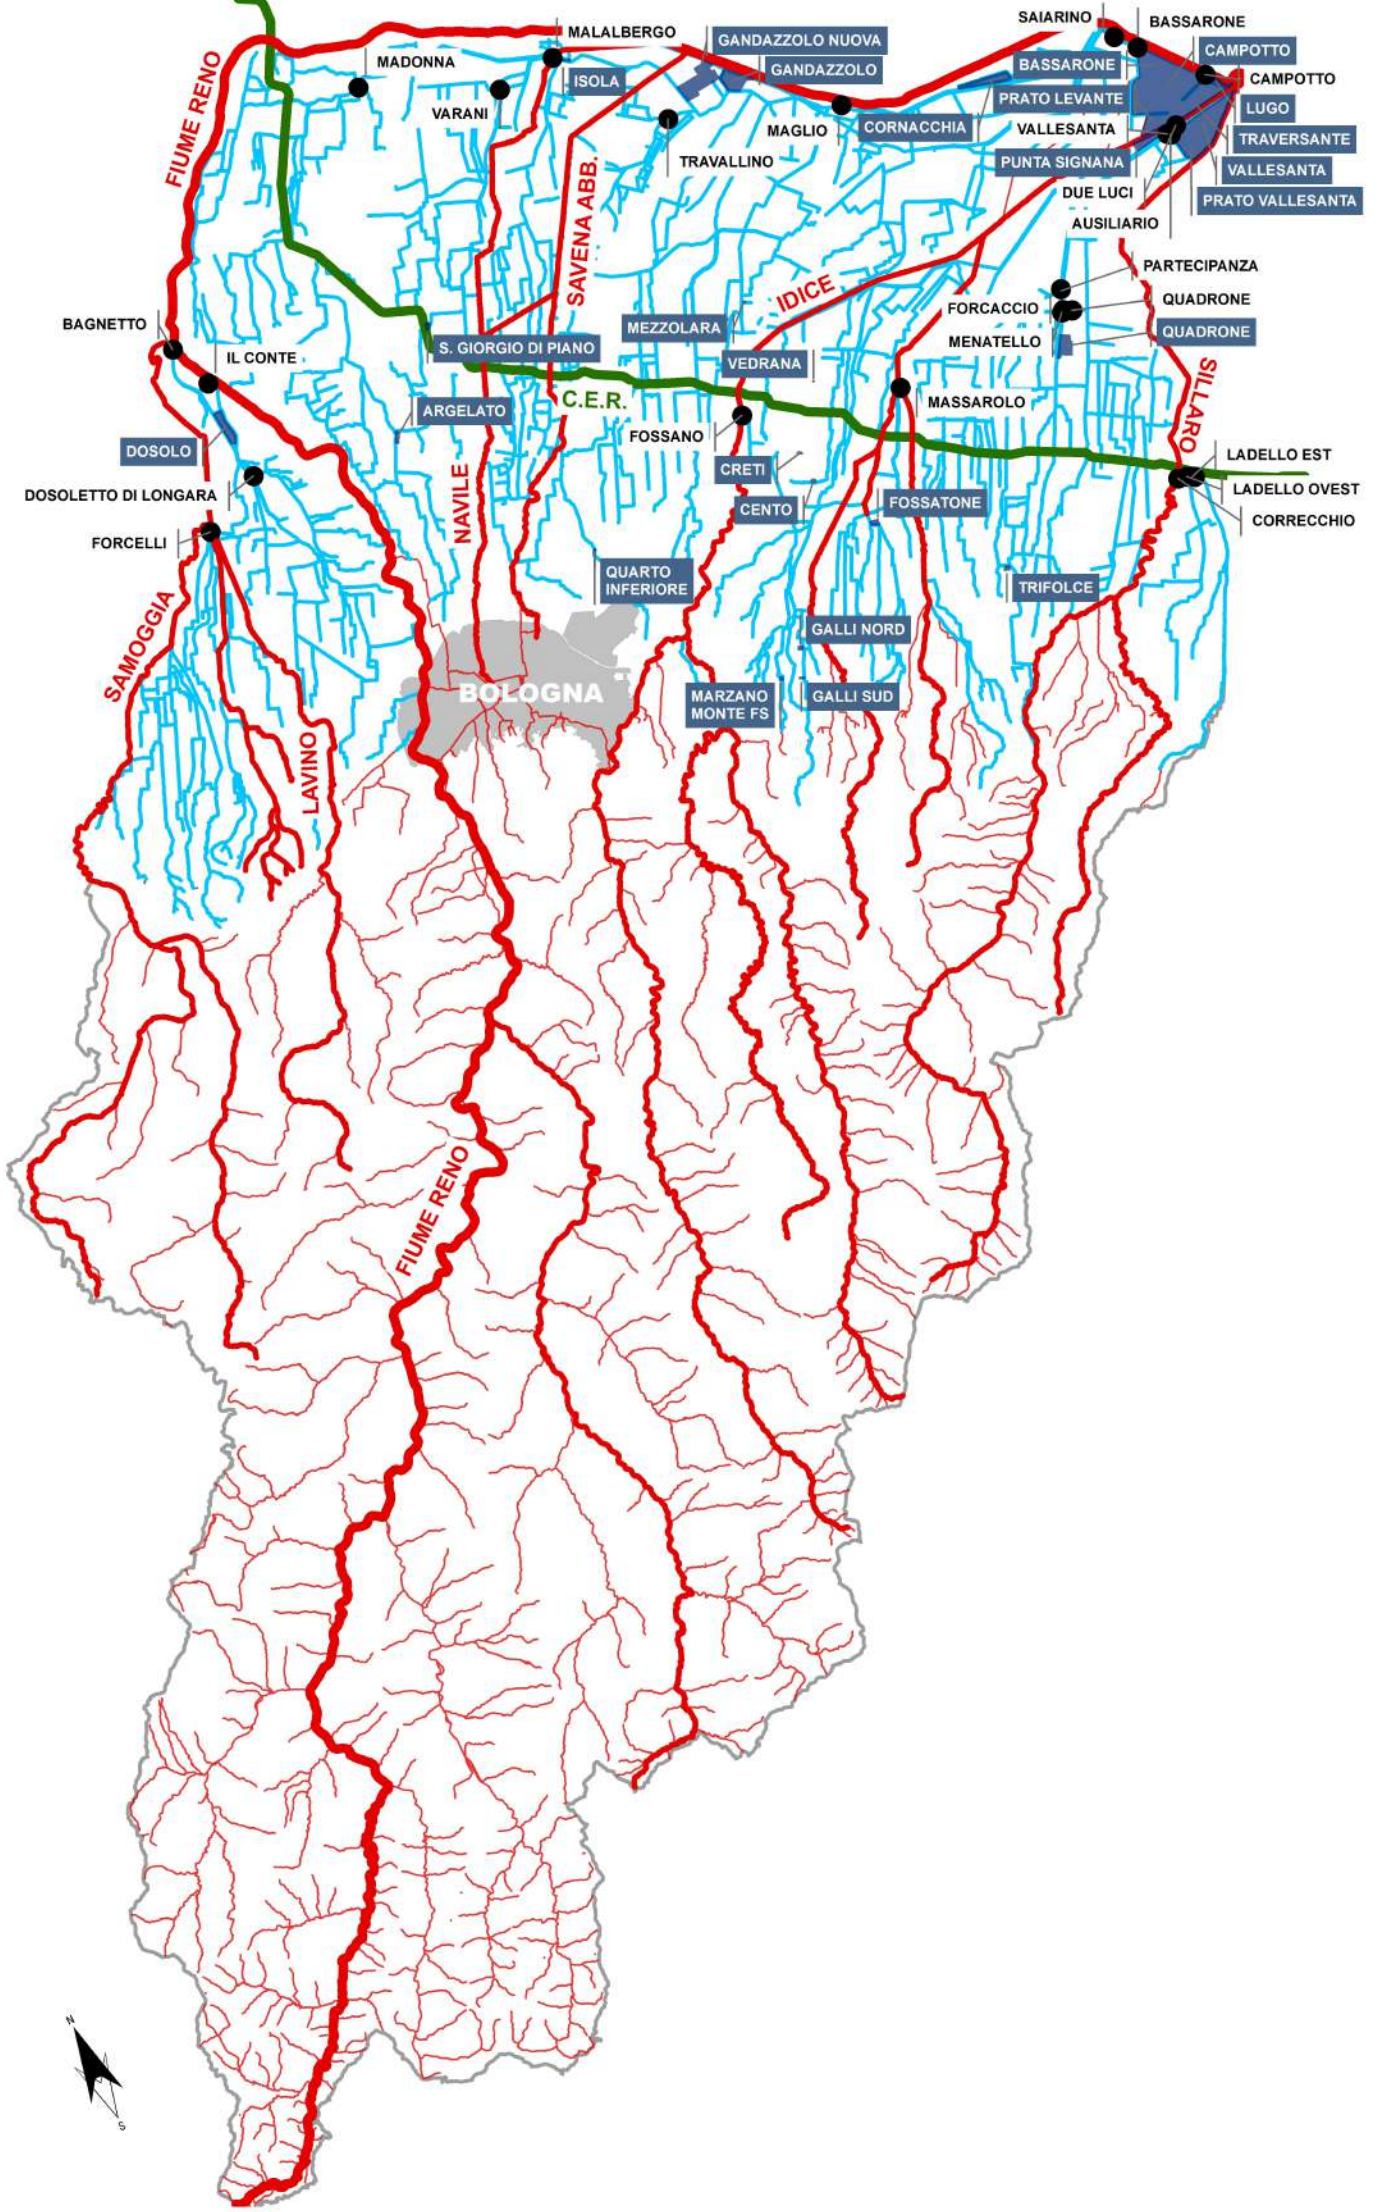 SAIARINO
BASSARONE
MALALBERGO
GANDAZZOLO NUOVA
CAMPOTTO
MADONNA
BASSARONE
GANDAZZOLO
ISOLA
CAMPOTTO
FIUME RENO
PRATO LEVANTE
LUGO
VARANI
MAGLIO
CORNACCHIA
VALLESANTA
TRAVERSANTE
TRAVALLINO
PUNTA SIGNANA
VALLESANTA
DUE LUCI
PRATO VALLESANTA
AUSILIARIO
SAVENA ABB.
PARTECIPANZA
IDICE
FORCACCIO
QUADRONE
BAGNETTO
MEZZOLARA
QUADRONE
MENATELLO
S. GIORGIO DI PIANO
IL CONTE
VEDRANA
SILLARO
C.E.R.
MASSAROLO
ARGELATO
FOSSANO
DOSOLO
LADELLO EST
CRETI
DOSOLETTO DI LONGARA
LADELLO OVEST
NAVILE
CENTO
FOSSATONE
CORRECCHIO
FORCELLI
QUARTO
INFERIORE
TRIFOLCE
SAMOGGIA
GALLI NORD
BOLOGNA
MARZANO
MONTE FS
GALLI SUD
LAVINO
FIUME RENO
N
S